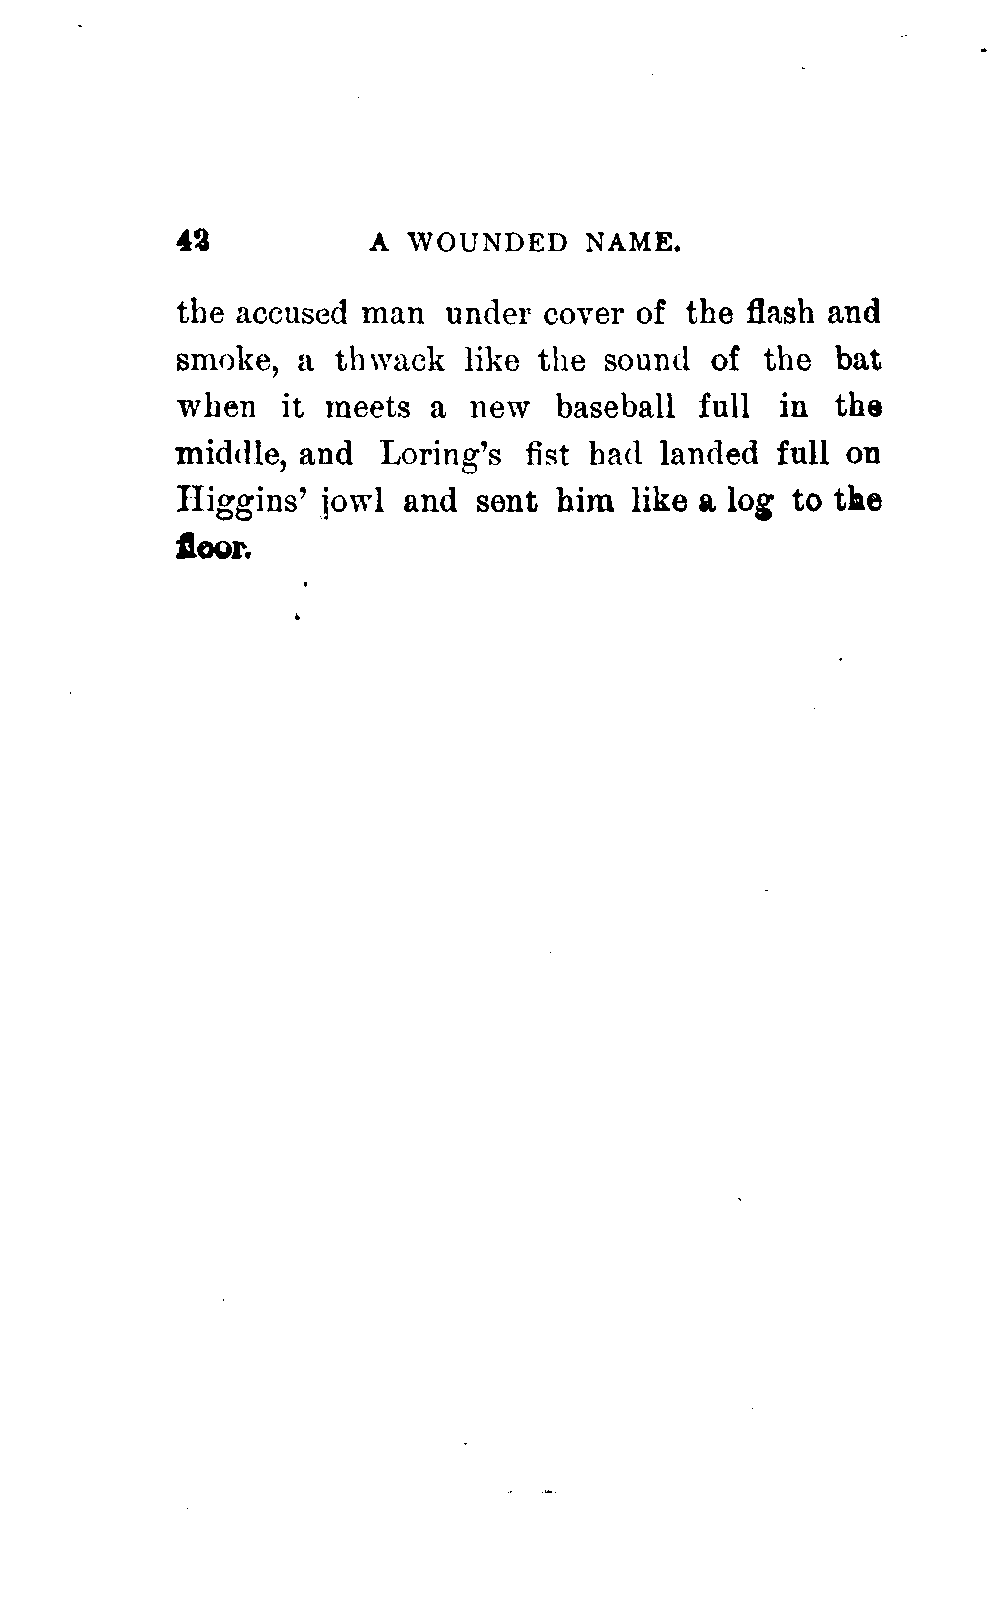 42 A WOUNDED NAME.
the accused man under cover of the flash and
smoke, a thwack like the sound of the bat
when it meets a new baseball full in the
middle, and Loring's fist had landed full on
Higgins' jowl and sent him like a log to the
floor.